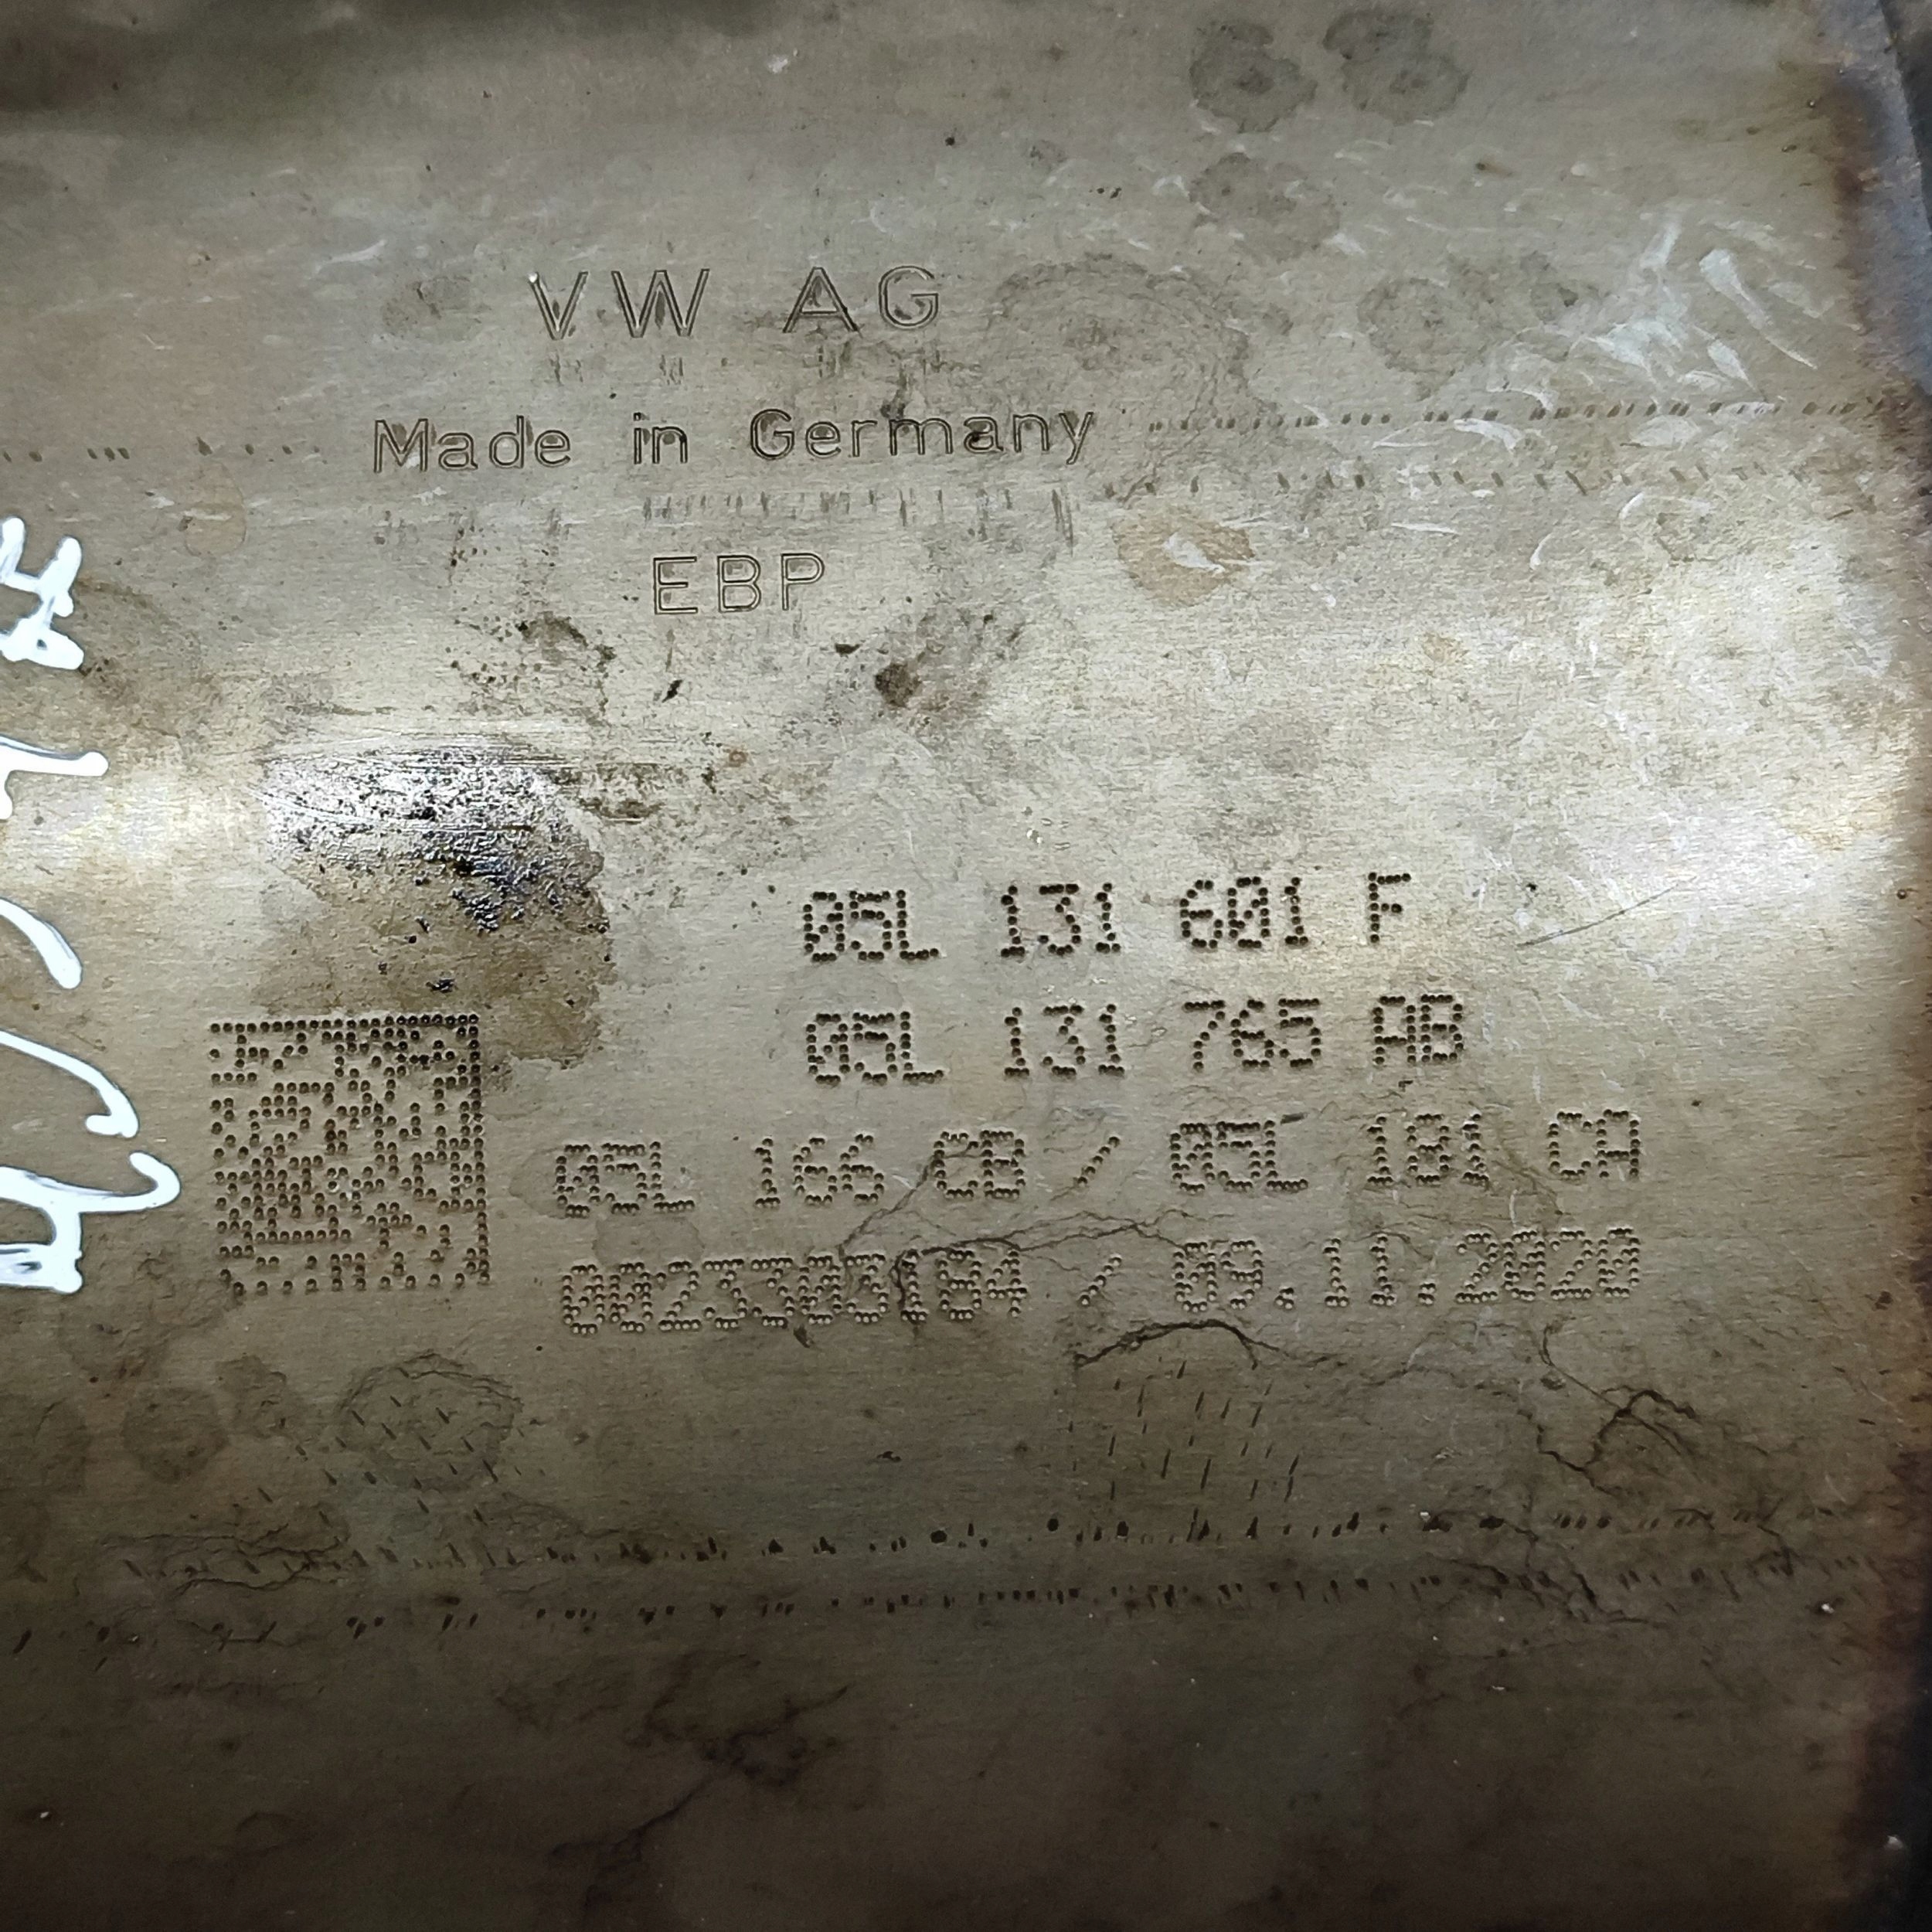 VW AG
Made in Germany
EBP
05L 131 601 F
05L 131 765 AB
05L 166 CB / 05L 181 CA
0023303184 / 09.11.2020